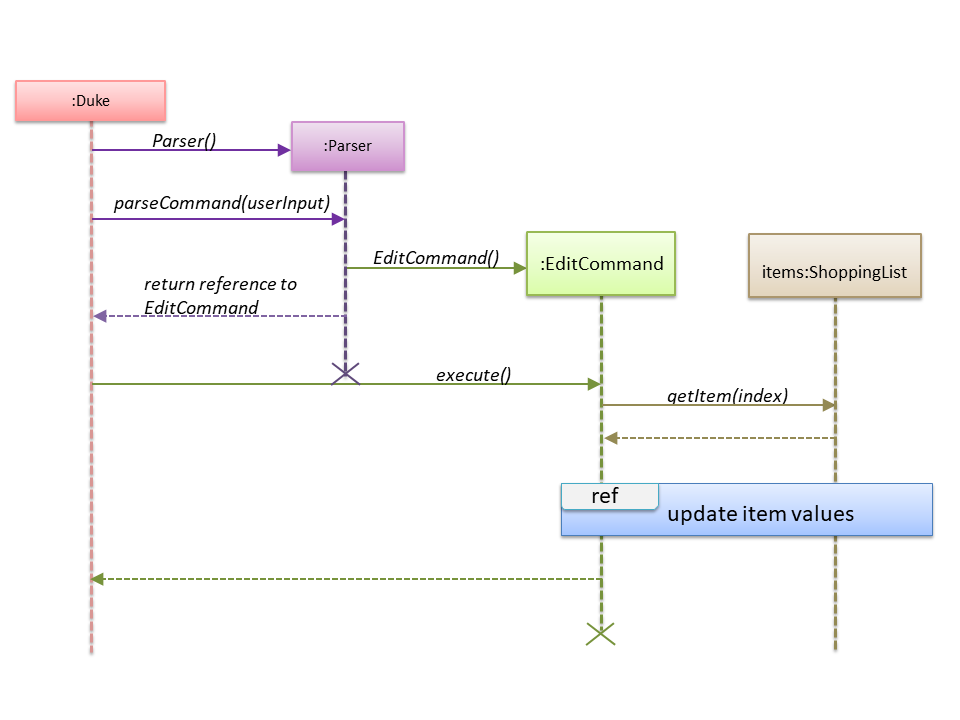 :Duke
Parser()
:Parser
parseCommand(userInput)
EditCommand()
:EditCommand
items:ShoppingList
return reference to
EditCommand
execute()
getItem(index)
ref
update item values